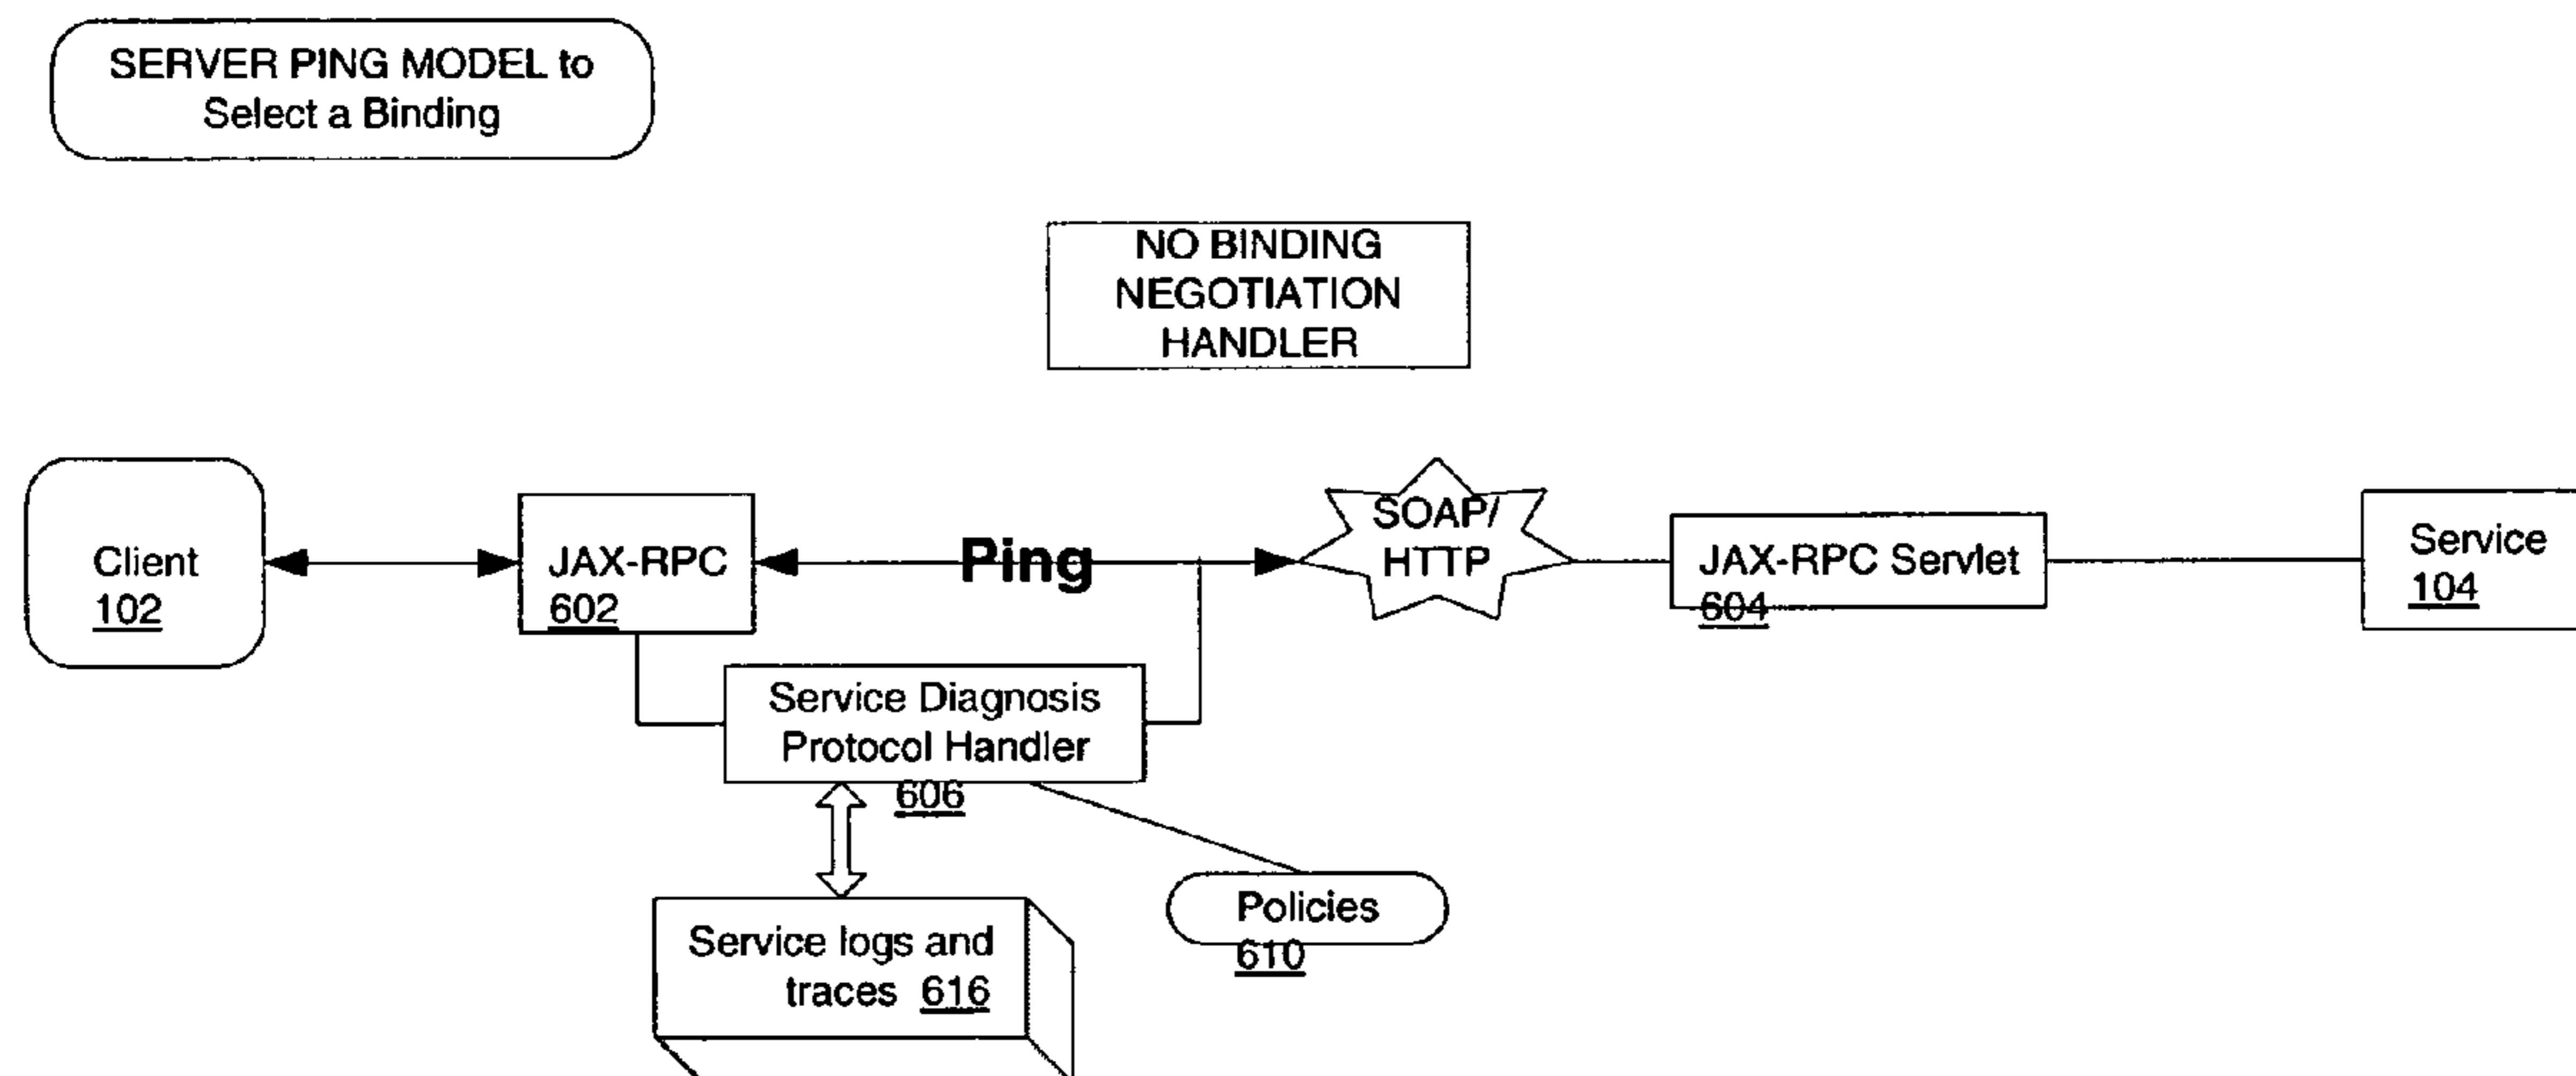 SERVER PING MODEL to
Select a Binding
NO BINDING
NEGOTIATION
HANDLER
Client
102
JAX-RPC
602
Ping
SOAP/
HTTP
JAX-RPC Servlet
604
Service
104
Service Diagnosis
Protocol Handler
606
Service logs and
traces 616
Policies
610